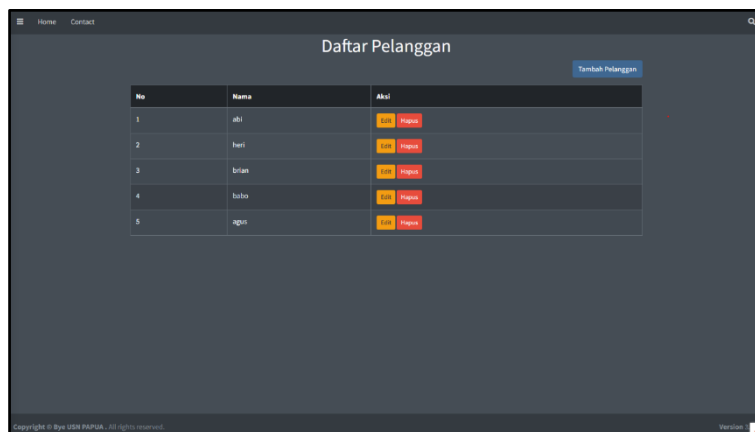 Home Contact
Daftar Pelanggan
Tambah Pelanggan
No Nama Aksi
1 abi Edit Hapus
2 heri Edit Hapus
3 brian Edit Hapus
4 babo Edit Hapus
5 agus Edit Hapus
Copyright © Bye USN PAPUA . All rights reserved. Version